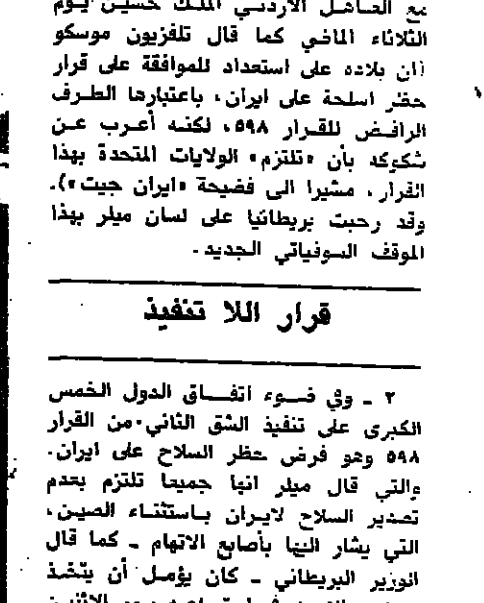 مع العاهل الاردني الملك حسين يوم
الثلاثاء الماضي كما قال تلفزيون موسكو
(ان بلاده على استعداد للموافقة على قرار
حظر اسلحة على ايران، باعتبارها الطرف
الرافض للقرار ٥٩٨، لكنه أعرب عن
شكوكه بأن «تلتزم» الولايات المتحدة بهذا
القرار، مشيرا الى فضيحة «ايران جيت»).
وقد رحبت بريطانيا على لسان ميلر بهذا
الموقف السوفياتي الجديد.
قرار اللا تنفيذ
٢ ـ وفي ضوء اتفاق الدول الخمس
الكبرى على تنفيذ الشق الثاني من القرار
٥٩٨ وهو فرض حظر السلاح على ايران.
والتي قال ميلر انها جميعا تلتزم بعدم
تصدير السلاح لايران باستثناء الصين،
التي يشار اليها بأصابع الاتهام ـ كما قال
الوزير البريطاني ـ كان يؤمل أن يتخذ